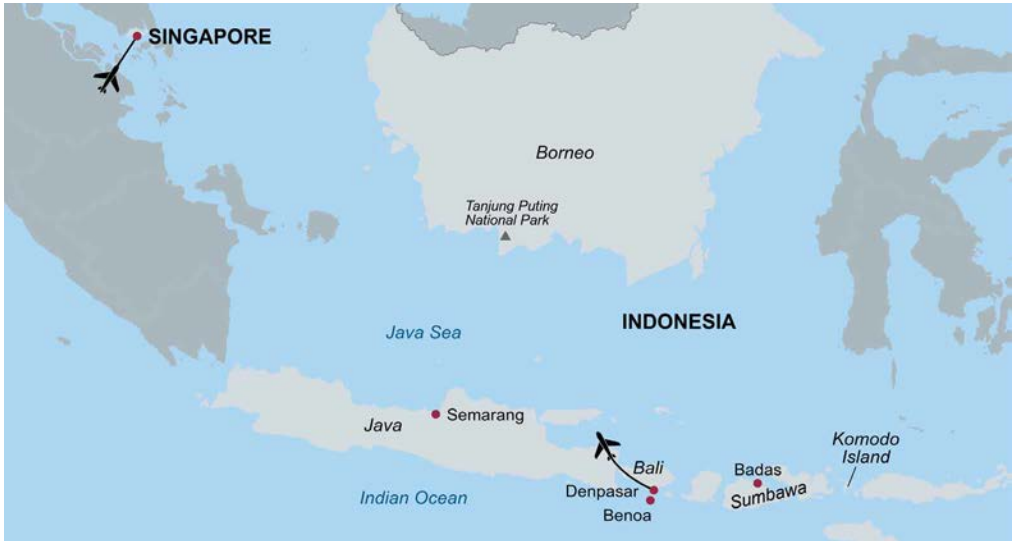 SINGAPORE
Borneo
Tanjung Puting
National Park
INDONESIA
Java Sea
Semarang
Java
Komodo
Island
Bali
Badas
Denpasar
Sumbawa
Indian Ocean
Benoa